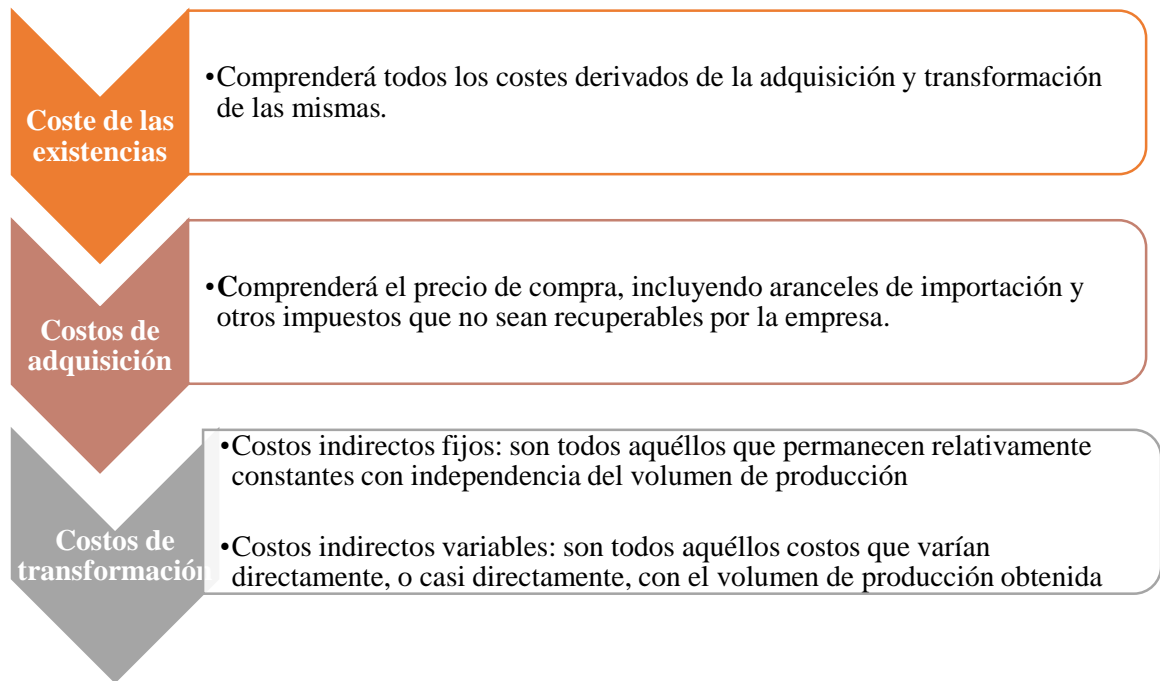 Coste de las
existencias
•Comprenderá todos los costes derivados de la adquisición y transformación
de las mismas.
Costos de
adquisición
•Comprenderá el precio de compra, incluyendo aranceles de importación y
otros impuestos que no sean recuperables por la empresa.
Costos de
transformación
•Costos indirectos fijos: son todos aquéllos que permanecen relativamente
constantes con independencia del volumen de producción
•Costos indirectos variables: son todos aquéllos costos que varían
directamente, o casi directamente, con el volumen de producción obtenida